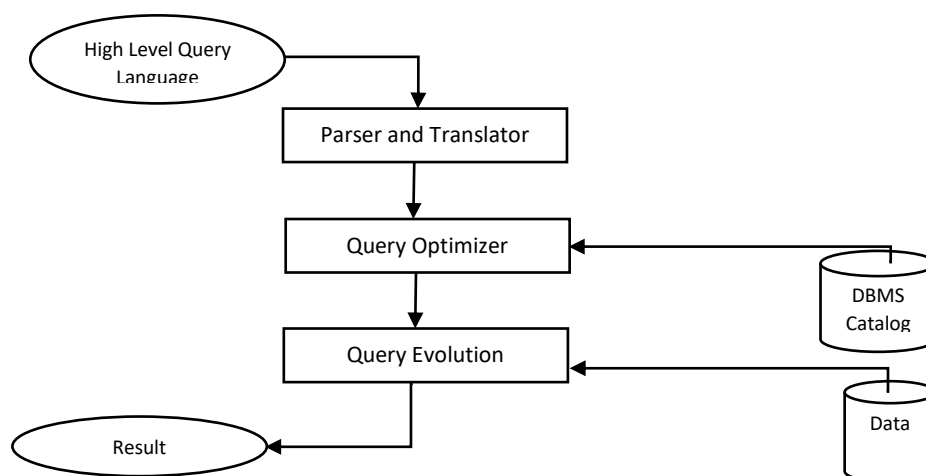 High Level Query
Language
Parser and Translator
Query Optimizer
DBMS
Catalog
Query Evolution
Data
Result